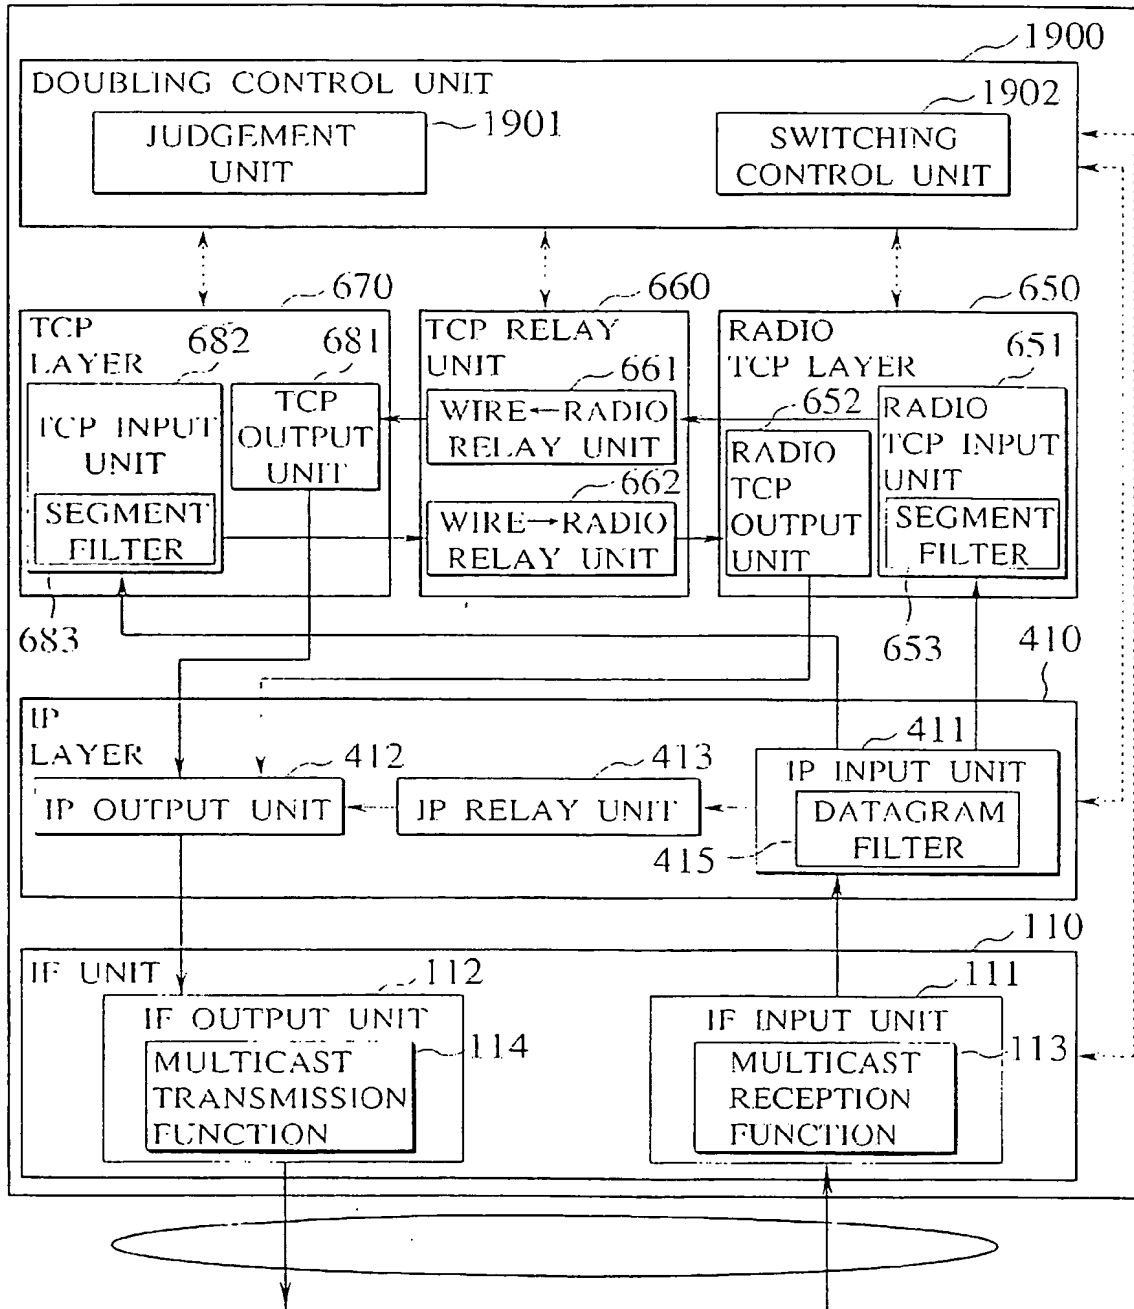 1900
DOUBLING CONTROL UNIT
1901
1902
JUDGEMENT
UNIT
SWITCHING
CONTROL UNIT
670
660
650
TCP
LAYER
682
681
TCP INPUT
UNIT
SEGMENT
FILTER
683
TCP
OUTPUT
UNIT
TCP RELAY
UNIT
661
WIRE←RADIO
RELAY UNIT
662
WIRE→RADIO
RELAY UNIT
RADIO
TCP LAYER
651
652
RADIO
TCP
OUTPUT
UNIT
RADIO
TCP INPUT
UNIT
SEGMENT
FILTER
653
410
IP
LAYER
412
413
411
IP OUTPUT UNIT
IP RELAY UNIT
IP INPUT UNIT
DATAGRAM
FILTER
415
110
IF UNIT
112
111
IF OUTPUT UNIT
114
MULTICAST
TRANSMISSION
FUNCTION
IF INPUT UNIT
113
MULTICAST
RECEPTION
FUNCTION